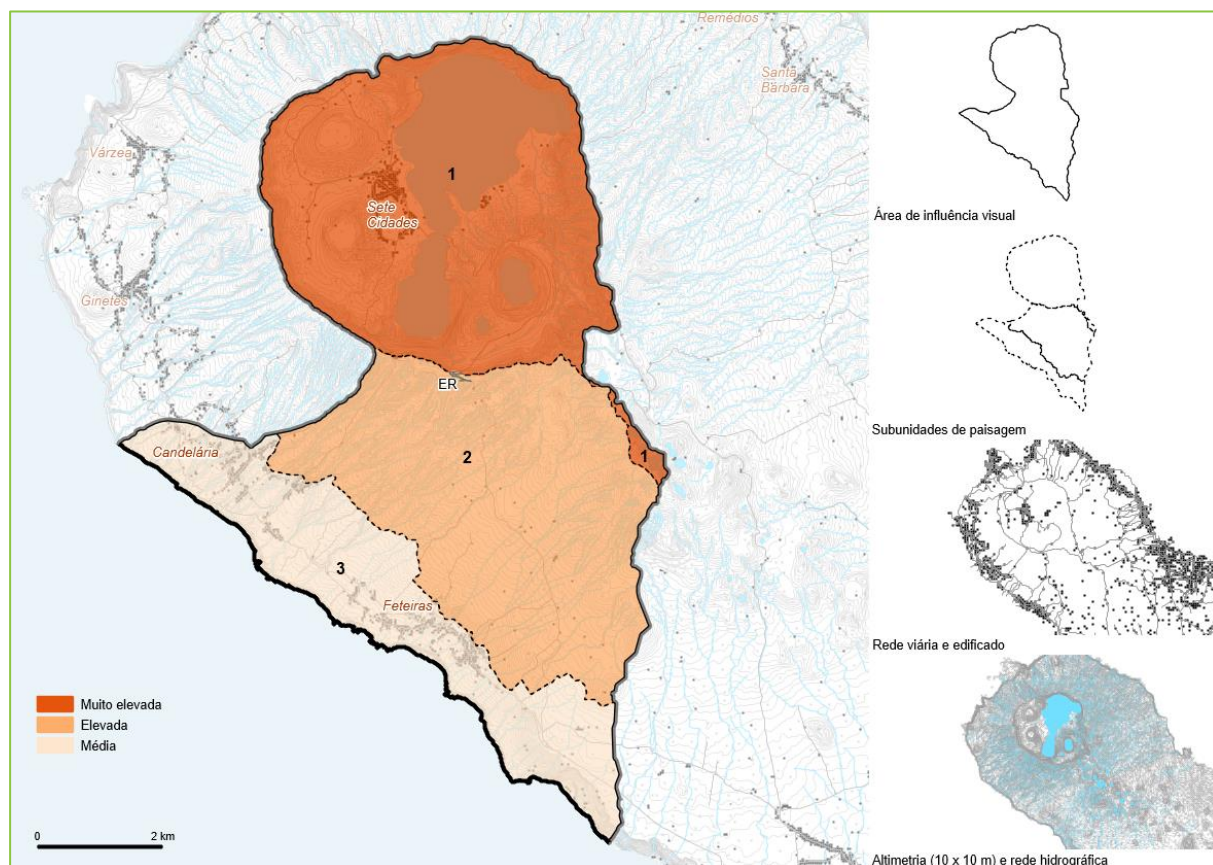 Remédios
Santa
Bárbara
Várzea
1
Sete
Cidades
Ginetes
ER
Candelária
2
1
3
Feteiras
Muito elevada
Elevada
Média
0
2 km
Área de influência visual
Subunidades de paisagem
Rede viária e edificado
Altimetria (10 x 10 m) e rede hidrográfica